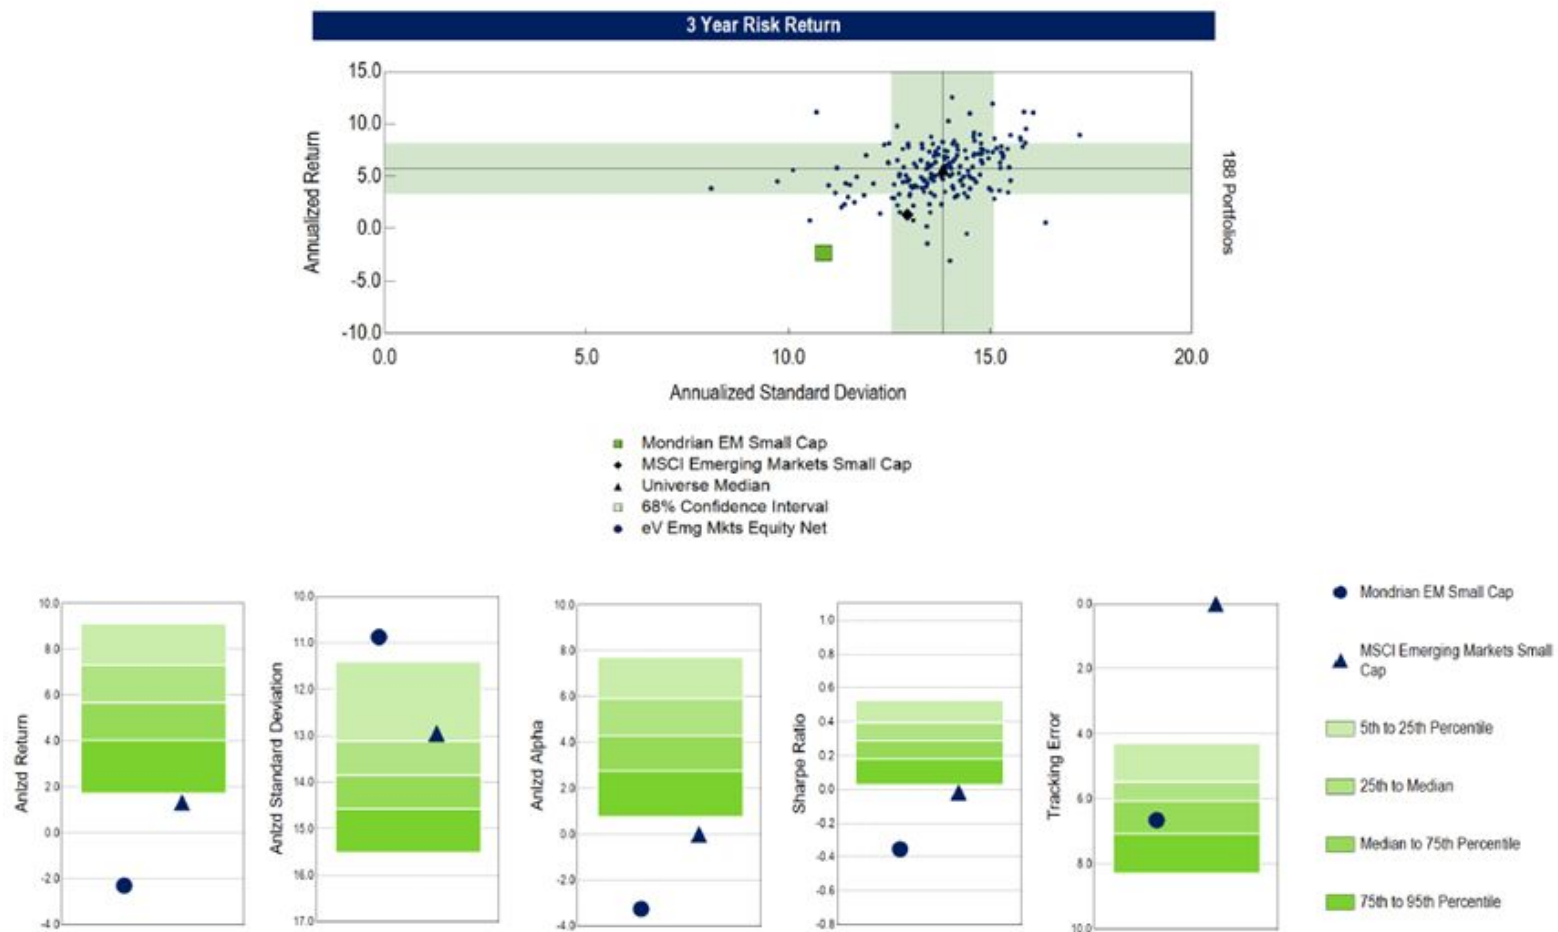 3 Year Risk Return
15.0
10.0
5.0
0.0
-5.0
-10.0
Annualized Return
0.0
5.0
10.0
15.0
20.0
Annualized Standard Deviation
188 Portfolios
Mondrian EM Small Cap
MSCI Emerging Markets Small Cap
Universe Median
68% Confidence Interval
eV Emg Mkts Equity Net
Anlzd Return
10.0
8.0
6.0
4.0
2.0
0.0
-2.0
-4.0
Anlzd Standard Deviation
10.0
11.0
12.0
13.0
14.0
15.0
16.0
17.0
Anlzd Alpha
10.0
8.0
6.0
4.0
2.0
0.0
-2.0
-4.0
Sharpe Ratio
1.0
0.8
0.6
0.4
0.2
0.0
-0.2
-0.4
-0.6
-0.8
Tracking Error
0.0
2.0
4.0
6.0
8.0
10.0
Mondrian EM Small Cap
MSCI Emerging Markets Small
Cap
5th to 25th Percentile
25th to Median
Median to 75th Percentile
75th to 95th Percentile